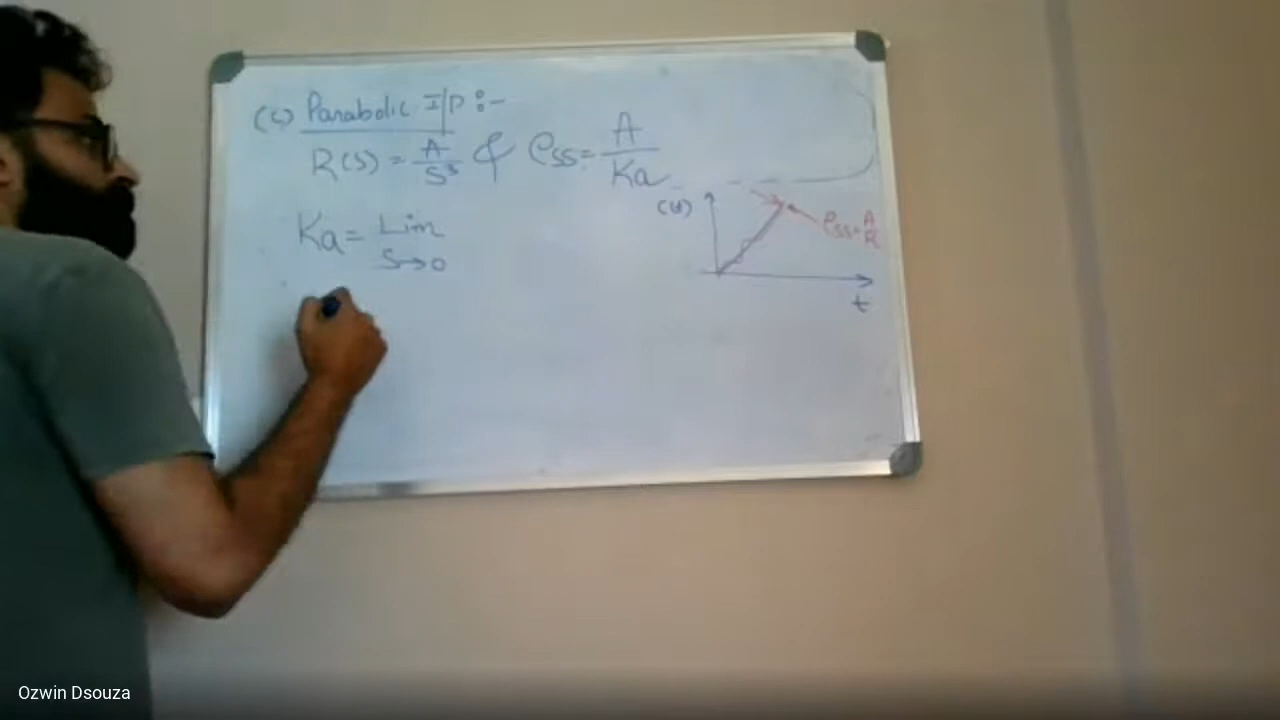 (c) Parabolic I/P :-
R(s) = A/s³ & ess = A/Ka
Ka = Lim
s→0
ess = A/K
t
Ozwin Dsouza